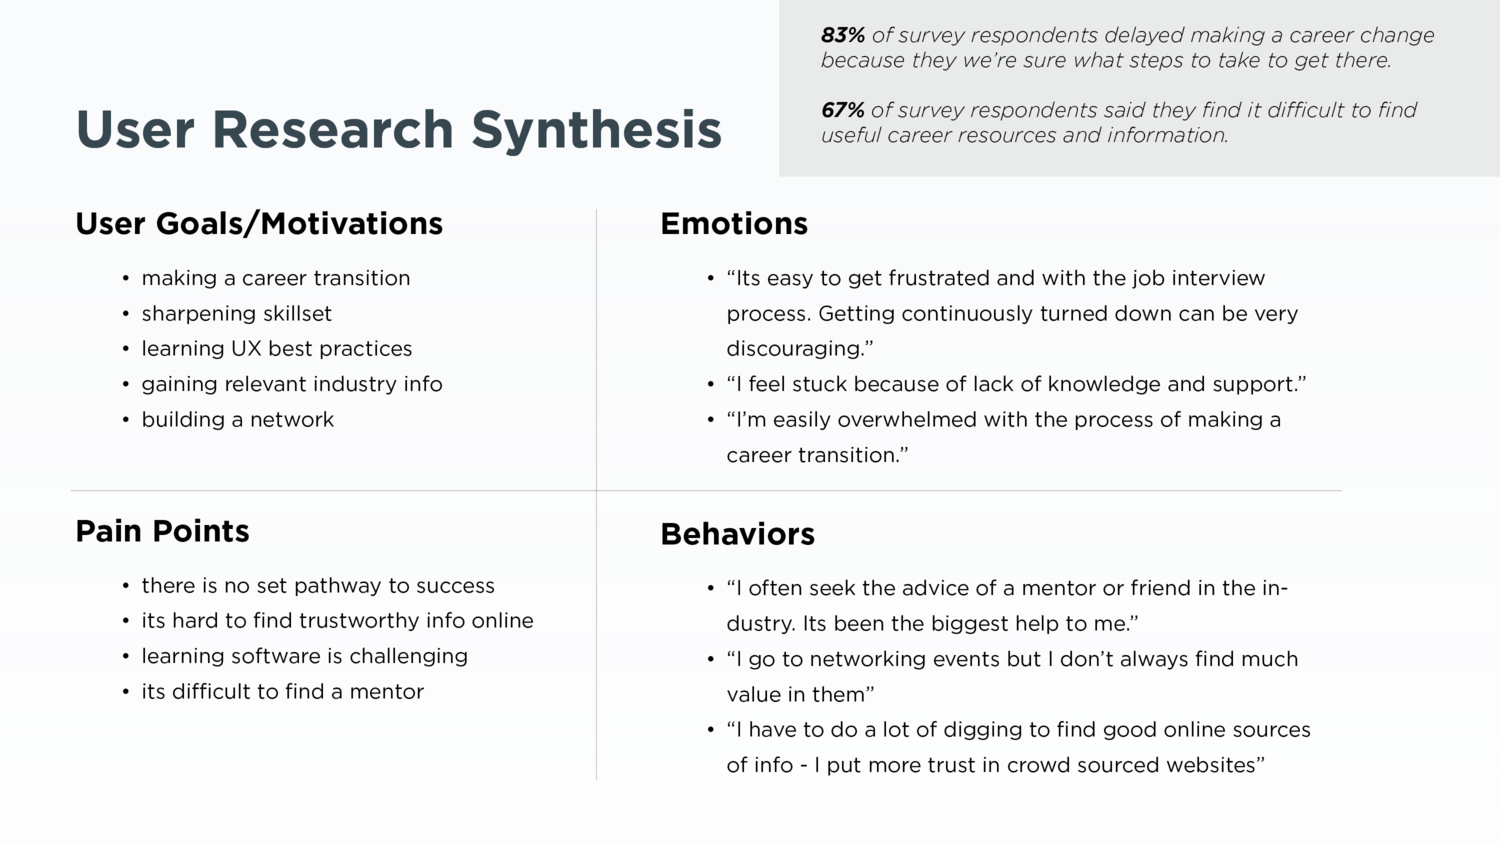 83% of survey respondents delayed making a career change
because they we’re sure what steps to take to get there.
67% of survey respondents said they find it difficult to find
useful career resources and information.
User Research Synthesis
User Goals/Motivations
• making a career transition
• sharpening skillset
• learning UX best practices
• gaining relevant industry info
• building a network
Emotions
• “Its easy to get frustrated and with the job interview
process. Getting continuously turned down can be very
discouraging.”
• “I feel stuck because of lack of knowledge and support.”
• “I’m easily overwhelmed with the process of making a
career transition.”
Pain Points
• there is no set pathway to success
• its hard to find trustworthy info online
• learning software is challenging
• its difficult to find a mentor
Behaviors
• “I often seek the advice of a mentor or friend in the in-
dustry. Its been the biggest help to me.”
• “I go to networking events but I don’t always find much
value in them”
• “I have to do a lot of digging to find good online sources
of info - I put more trust in crowd sourced websites”